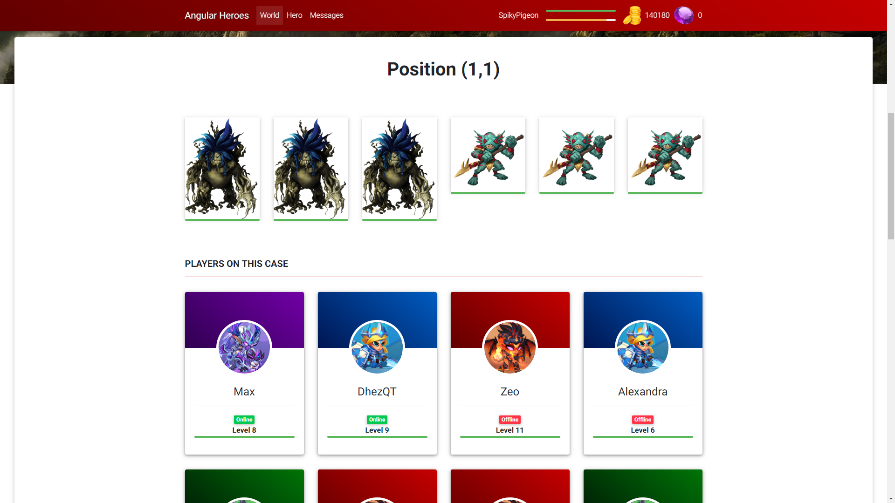 Angular Heroes World Hero Messages SpikyPigeon 140180 0
Position (1,1)
PLAYERS ON THIS CASE
Max DhezQT Zeo Alexandra
Online Online Offline Offline
Level 8 Level 9 Level 11 Level 6